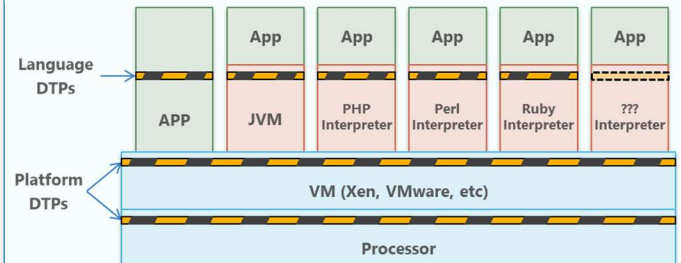 App
App
App
App
App
Language
DTPs
APP
JVM
PHP
Interpreter
Perl
Interpreter
Ruby
Interpreter
???
Interpreter
Platform
DTPs
VM (Xen, VMware, etc)
Processor